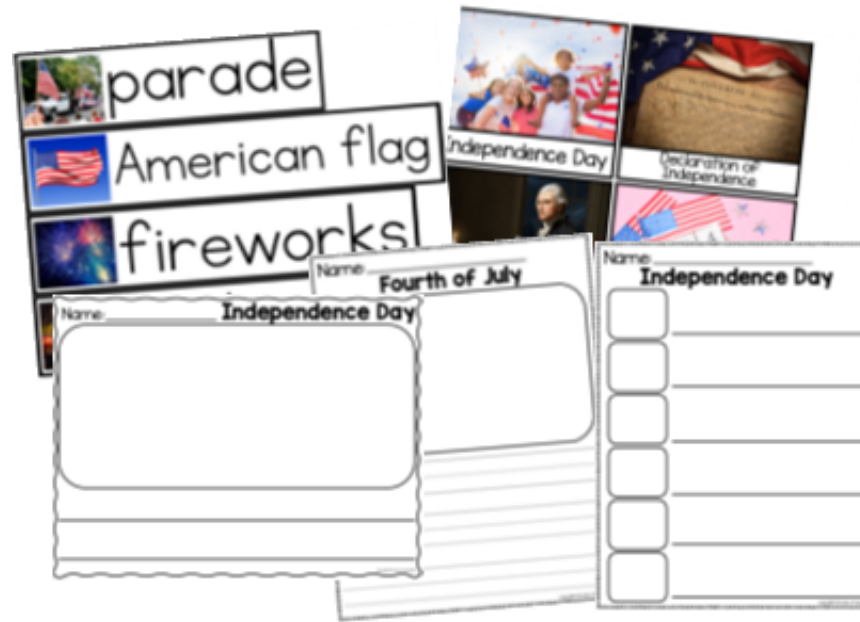 parade
American flag
fireworks
Independence Day
Declaration of
Independence
Name:
Fourth of July
Name:
Independence Day
Name:
Independence Day